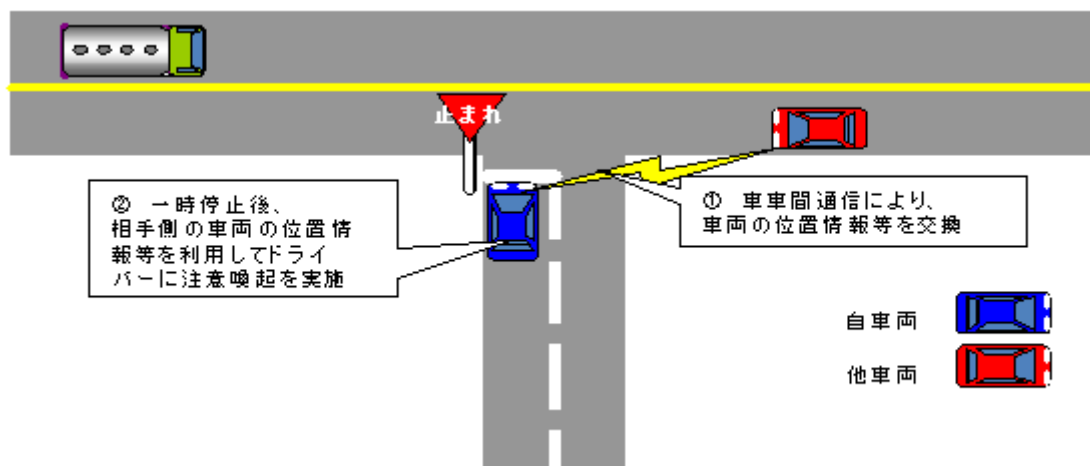 止まれ
② 一時停止後、
相手側の車両の位置情
報等を利用してドライ
バーに注意喚起を実施
① 車車間通信により、
車両の位置情報等を交換
自車両
他車両